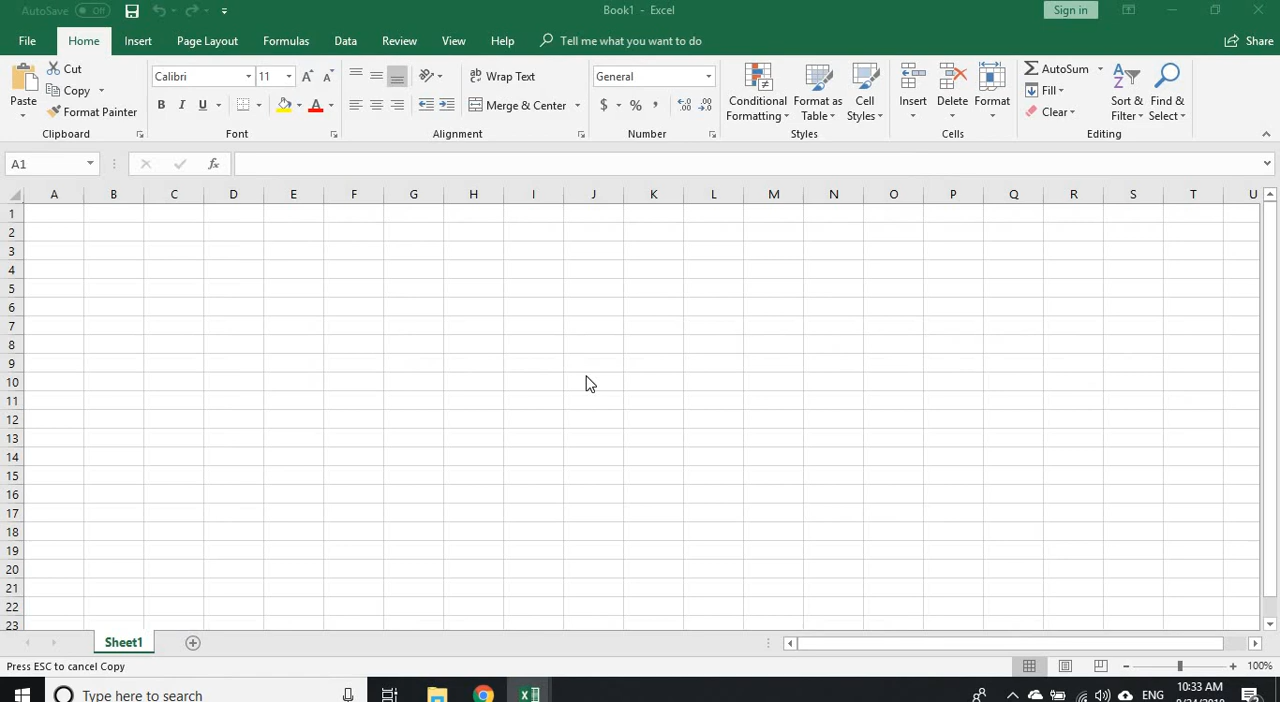 AutoSave Off Book1 - Excel Sign in
File Home Insert Page Layout Formulas Data Review View Help Tell me what you want to do Share
Paste Cut Copy Format Painter Clipboard
Calibri 11 A A B I U A Font
ab Wrap Text Merge & Center Alignment
General $ % , Number
Conditional Formatting Format as Table Cell Styles Styles
Insert Delete Format Cells
AutoSum Fill Clear Sort & Filter Find & Select Editing
A1 fx
A B C D E F G H I J K L M N O P Q R S T U
1
2
3
4
5
6
7
8
9
10
11
12
13
14
15
16
17
18
19
20
21
22
23
Sheet1
Press ESC to cancel Copy 100%
Type here to search ENG 10:33 AM